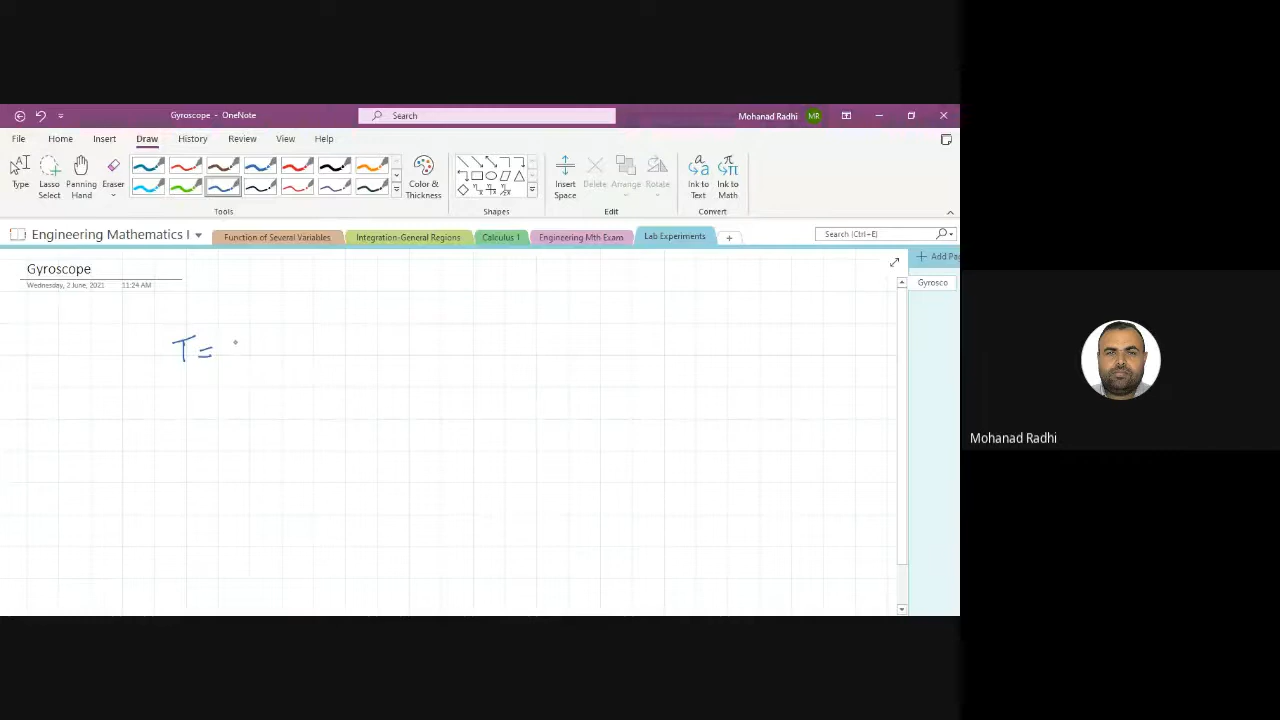 Gyroscope - OneNote
Search
Mohanad Radhi
MR
File
Home
Insert
Draw
History
Review
View
Help
Type
Lasso Select
Panning Hand
Eraser
Color & Thickness
Insert Space
Delete
Arrange
Rotate
Ink to Text
Ink to Math
Tools
Shapes
Edit
Convert
Engineering Mathematics I
Function of Several Variables
Integration-General Regions
Calculus 1
Engineering Mth Exam
Lab Experiments
Search (Ctrl+E)
Gyroscope
Wednesday, 2 June, 2021 11:24 AM
Add Pag
Gyrosco
T=
Mohanad Radhi